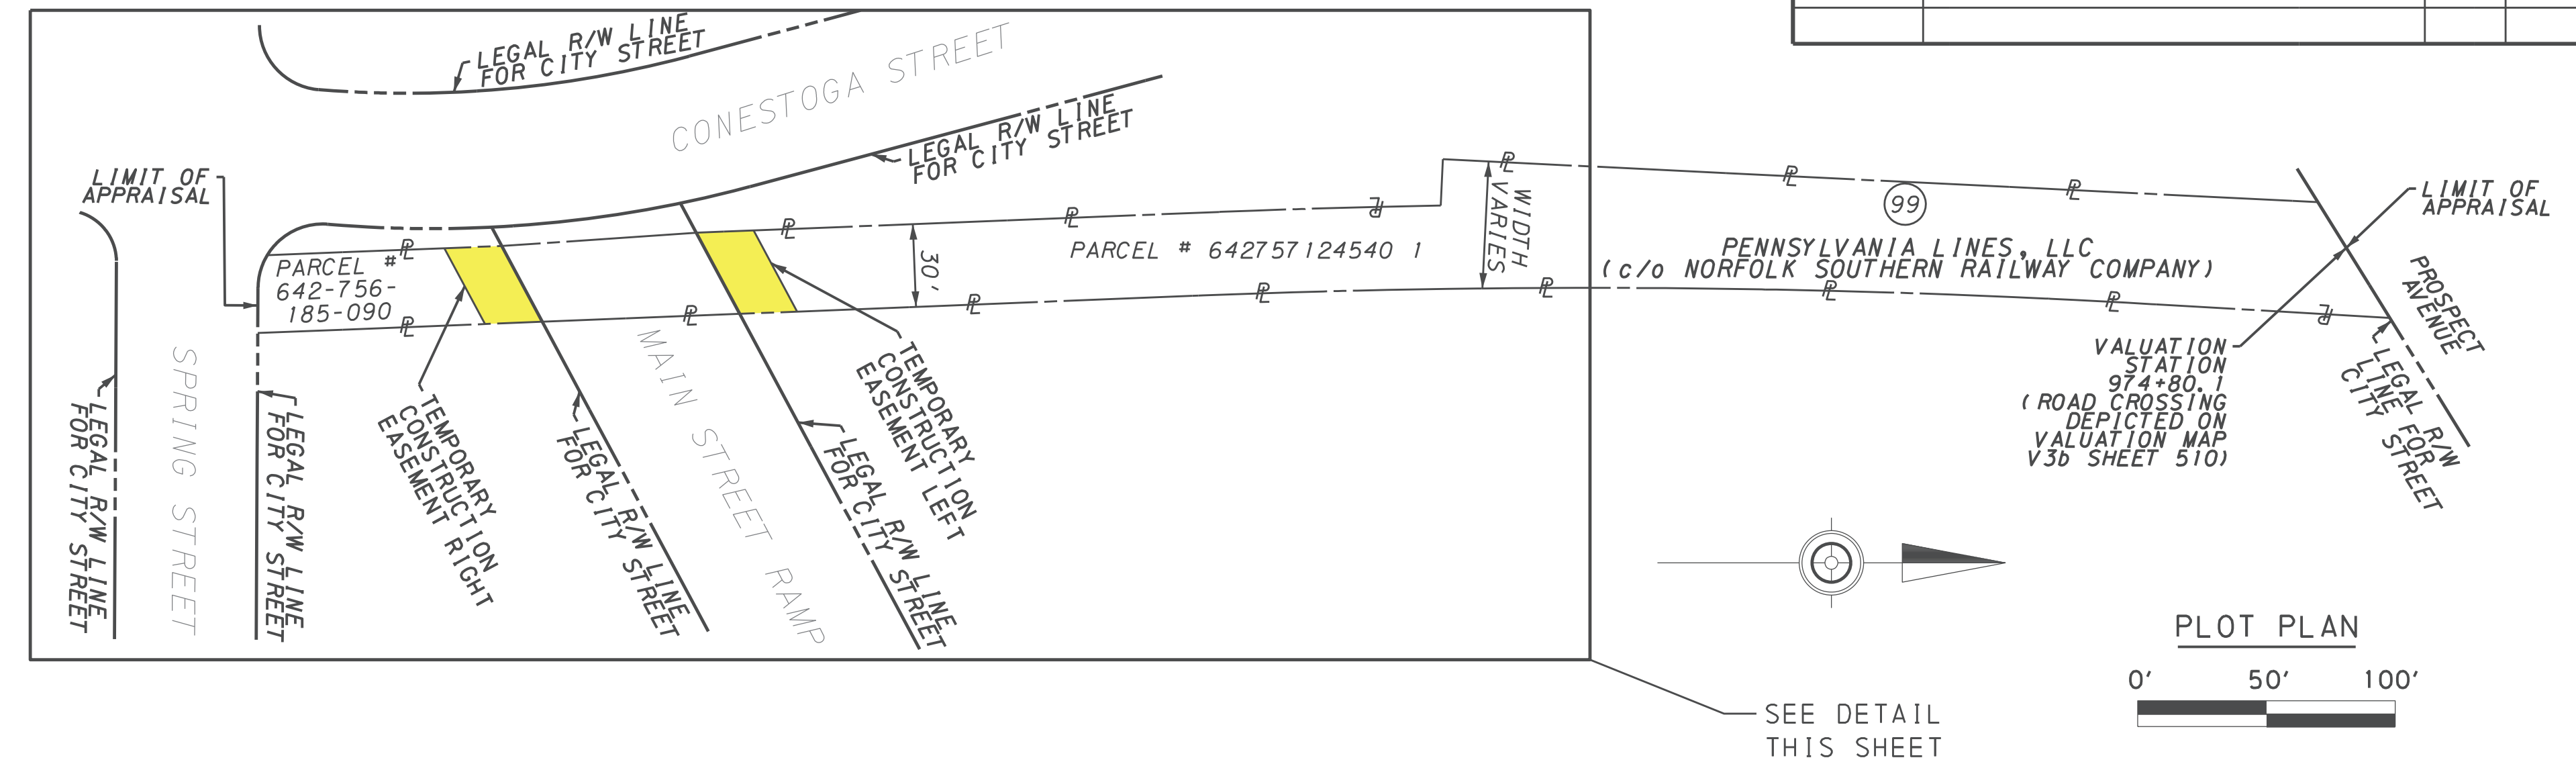 LEGAL R/W LINE
FOR CITY STREET
CONESTOGA STREET
LEGAL R/W LINE
FOR CITY STREET
LIMIT OF
APPRAISAL
PARCEL #
642-756-
185-090
30'
PARCEL # 642757124540 1
WIDTH
VARIES
99
PENNSYLVANIA LINES, LLC
(c/o NORFOLK SOUTHERN RAILWAY COMPANY)
LIMIT OF
APPRAISAL
PROSPECT
AVENUE
VALUATION
STATION
974+80.1
(ROAD CROSSING
DEPICTED ON
VALUATION MAP
V3b SHEET 510)
LEGAL R/W
LINE FOR
CITY STREET
LEGAL R/W LINE
FOR CITY STREET
SPRING STREET
LEGAL R/W LINE
FOR CITY STREET
TEMPORARY
CONSTRUCTION
EASEMENT RIGHT
LEGAL R/W LINE
FOR CITY STREET
MAIN STREET RAMP
LEGAL R/W LINE
FOR CITY STREET
TEMPORARY
CONSTRUCTION
EASEMENT LEFT
PLOT PLAN
0' 50' 100'
SEE DETAIL
THIS SHEET